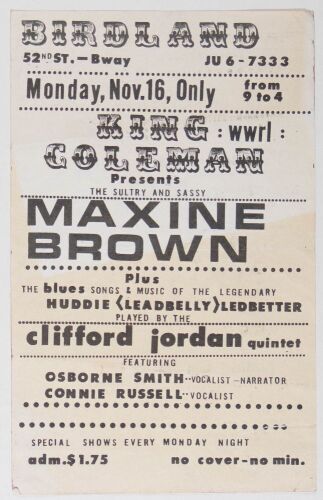 BIRDLAND
52ND ST. — Bway JU 6-7333
Monday, Nov. 16, Only from 9 to 4
KING : wwrl :
COLEMAN
Presents
THE SULTRY AND SASSY
MAXINE
BROWN
Plus
THE blues SONGS & MUSIC OF THE LEGENDARY
HUDDIE (LEADBELLY) LEDBETTER
PLAYED BY THE
clifford jordan quintet
FEATURING
OSBORNE SMITH..VOCALIST — NARRATOR
CONNIE RUSSELL..VOCALIST
SPECIAL SHOWS EVERY MONDAY NIGHT
adm. $1.75 no cover-no min.